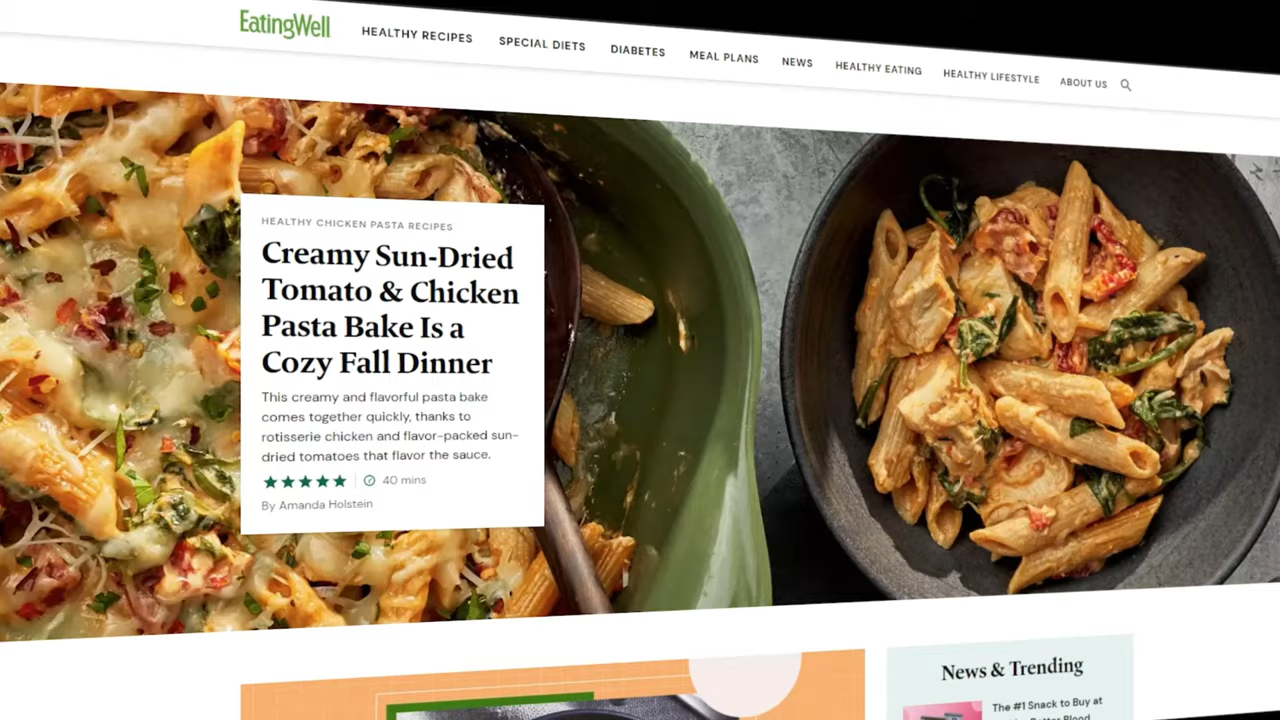 EatingWell
HEALTHY RECIPES
SPECIAL DIETS
DIABETES
MEAL PLANS
NEWS
HEALTHY EATING
HEALTHY LIFESTYLE
ABOUT US
HEALTHY CHICKEN PASTA RECIPES
Creamy Sun-Dried
Tomato & Chicken
Pasta Bake Is a
Cozy Fall Dinner
This creamy and flavorful pasta bake
comes together quickly, thanks to
rotisserie chicken and flavor-packed sun-
dried tomatoes that flavor the sauce.
40 mins
By Amanda Holstein
News & Trending
The #1 Snack to Buy at
Better Blood